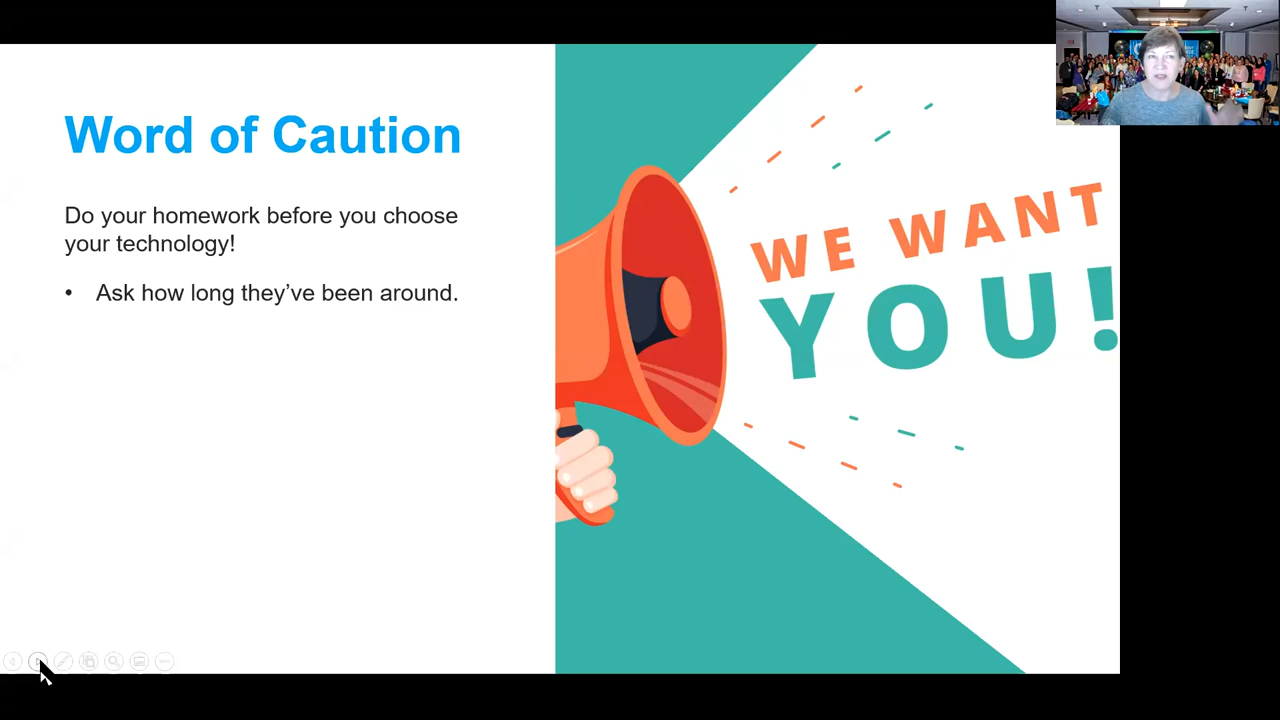 Word of Caution
Do your homework before you choose
your technology!
• Ask how long they’ve been around.
WE WANT
YOU!